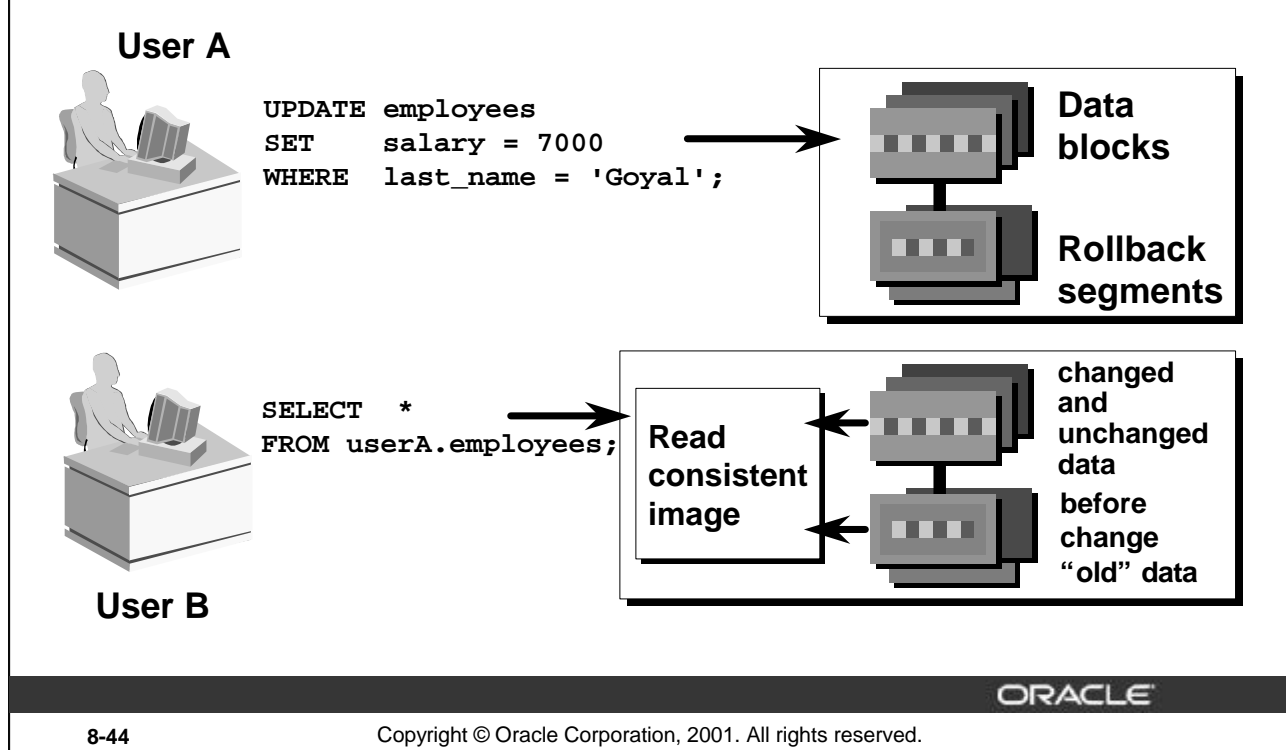 User A
UPDATE employees
SET salary = 7000
WHERE last_name = 'Goyal';
Data
blocks
Rollback
segments
SELECT *
FROM userA.employees;
Read
consistent
image
changed
and
unchanged
data
before
change
“old” data
User B
ORACLE
8-44
Copyright © Oracle Corporation, 2001. All rights reserved.